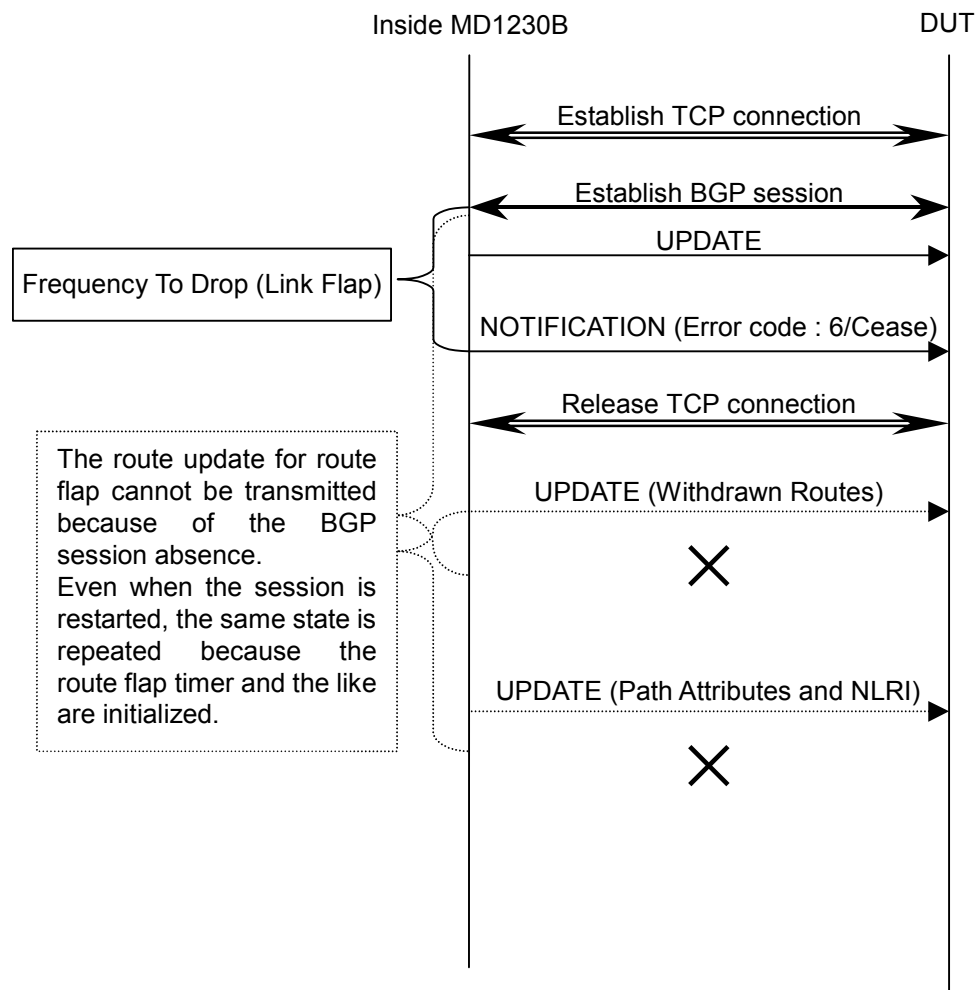 Inside MD1230B
DUT
Establish TCP connection
Establish BGP session
UPDATE
Frequency To Drop (Link Flap)
NOTIFICATION (Error code : 6/Cease)
Release TCP connection
The route update for route
flap cannot be transmitted
because of the BGP
session absence.
Even when the session is
restarted, the same state is
repeated because the
route flap timer and the like
are initialized.
UPDATE (Withdrawn Routes)
UPDATE (Path Attributes and NLRI)